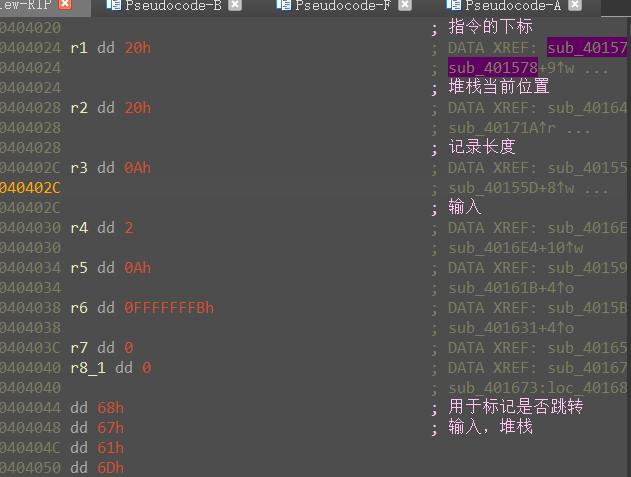 iew-RIP Pseudocode-B Pseudocode-F Pseudocode-A
0404020 ; 指令的下标
0404024 r1 dd 20h ; DATA XREF: sub_40157
0404024 ; sub_401578+9↑w ...
0404024 ; 堆栈当前位置
0404028 r2 dd 20h ; DATA XREF: sub_40164
0404028 ; sub_40171A↑r ...
0404028 ; 记录长度
040402C r3 dd 0Ah ; DATA XREF: sub_40155
040402C ; sub_40155D+8↑w ...
040402C ; 输入
0404030 r4 dd 2 ; DATA XREF: sub_4016E
0404030 ; sub_4016E4+10↑w
0404034 r5 dd 0Ah ; DATA XREF: sub_40159
0404034 ; sub_40161B+4↑o
0404038 r6 dd 0FFFFFFFBh ; DATA XREF: sub_4015B
0404038 ; sub_401631+4↑o
040403C r7 dd 0 ; DATA XREF: sub_40165
0404040 r8_1 dd 0 ; DATA XREF: sub_40167
0404040 ; sub_401673:loc_40168
0404044 dd 68h ; 用于标记是否跳转
0404048 dd 67h ; 输入，堆栈
040404C dd 61h
0404050 dd 6Dh